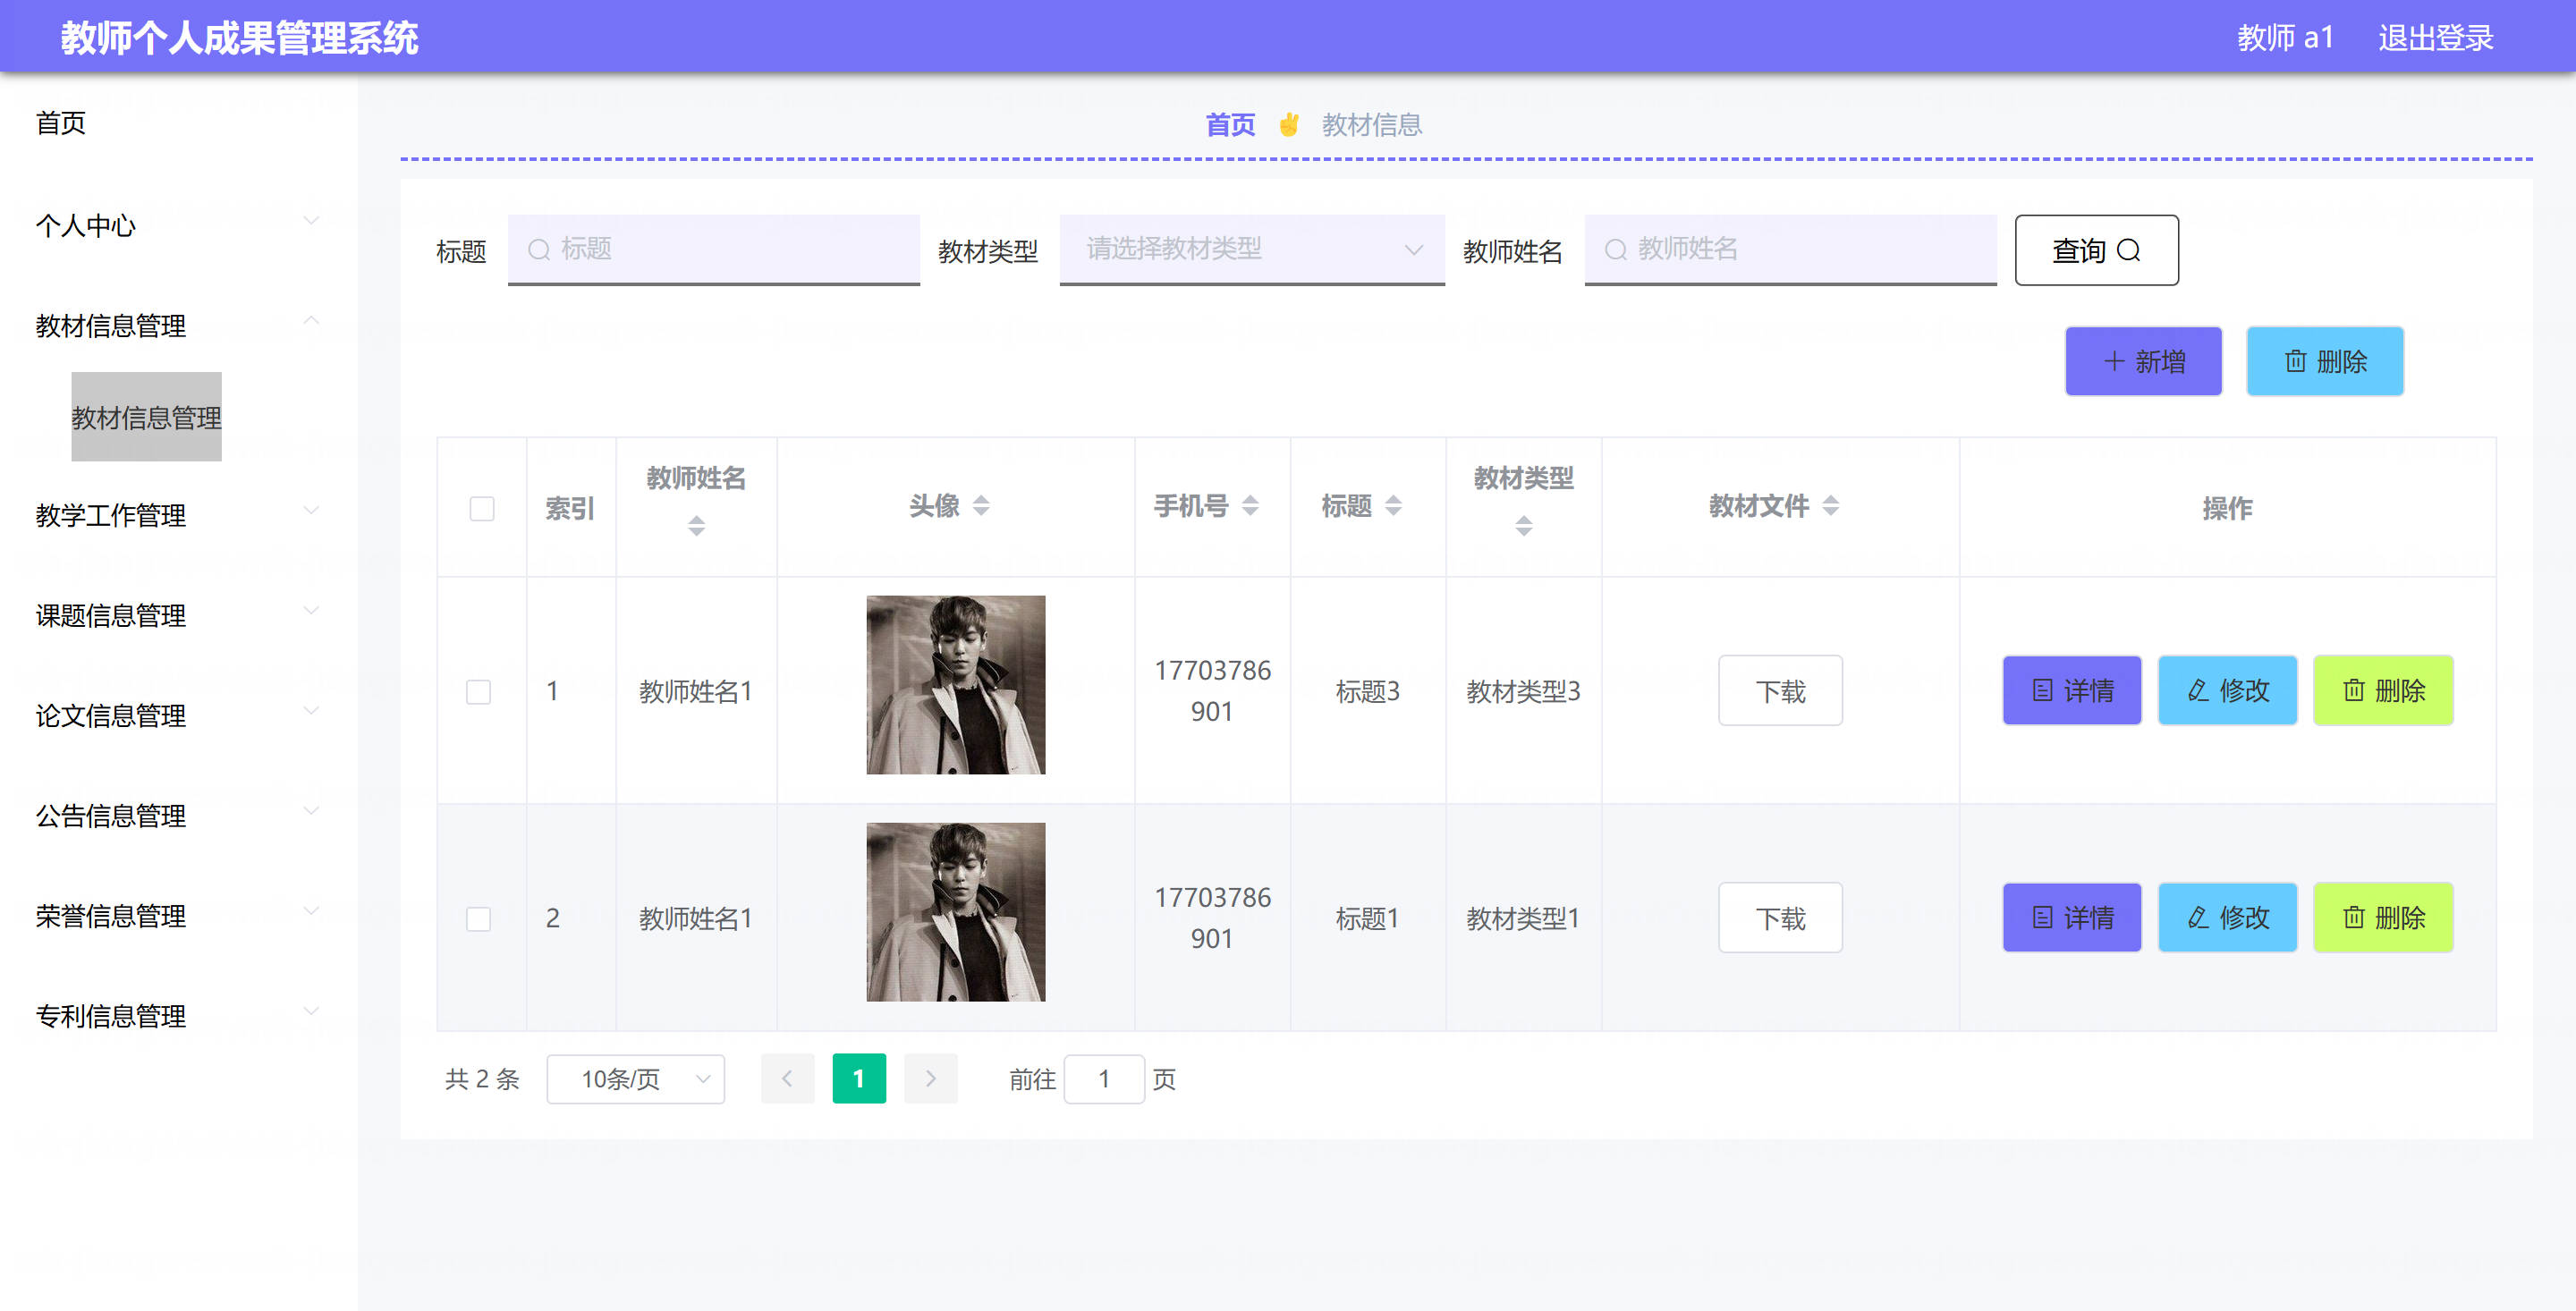 教师个人成果管理系统
教师 a1 退出登录
首页
个人中心
教材信息管理
教材信息管理
教学工作管理
课题信息管理
论文信息管理
公告信息管理
荣誉信息管理
专利信息管理
首页 ✌ 教材信息
标题 标题 教材类型 请选择教材类型 教师姓名 教师姓名 查询
新增 删除
索引 教师姓名 头像 手机号 标题 教材类型 教材文件 操作
1 教师姓名1 17703786901 标题3 教材类型3 下载 详情 修改 删除
2 教师姓名1 17703786901 标题1 教材类型1 下载 详情 修改 删除
共 2 条 10条/页 1 前往 1 页